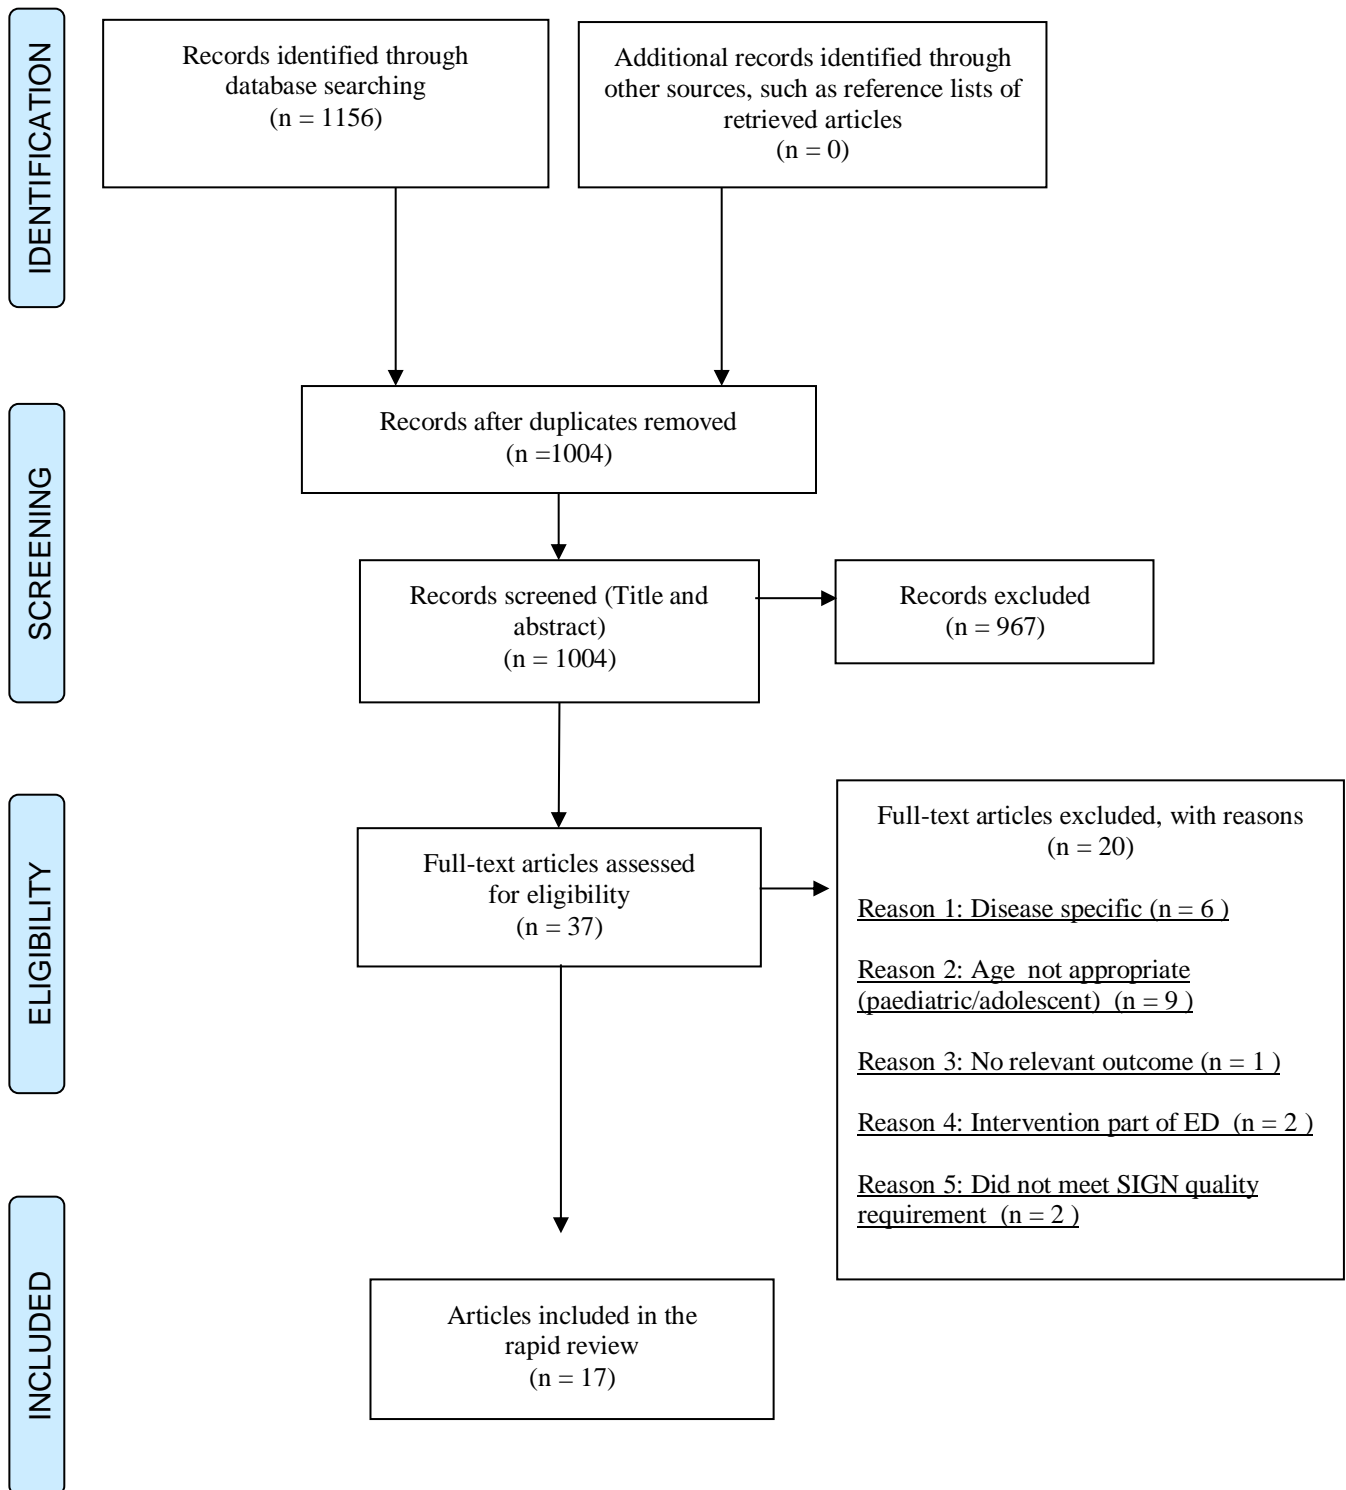 IDENTIFICATION
Records identified through
database searching
(n = 1156)
Additional records identified through
other sources, such as reference lists of
retrieved articles
(n = 0)
SCREENING
Records after duplicates removed
(n =1004)
Records screened (Title and
abstract)
(n = 1004)
Records excluded
(n = 967)
ELIGIBILITY
Full-text articles assessed
for eligibility
(n = 37)
Full-text articles excluded, with reasons
(n = 20)
Reason 1: Disease specific (n = 6 )
Reason 2: Age  not appropriate
(paediatric/adolescent)  (n = 9 )
Reason 3: No relevant outcome (n = 1 )
Reason 4: Intervention part of ED  (n = 2 )
Reason 5: Did not meet SIGN quality
requirement  (n = 2 )
INCLUDED
Articles included in the
rapid review
(n = 17)